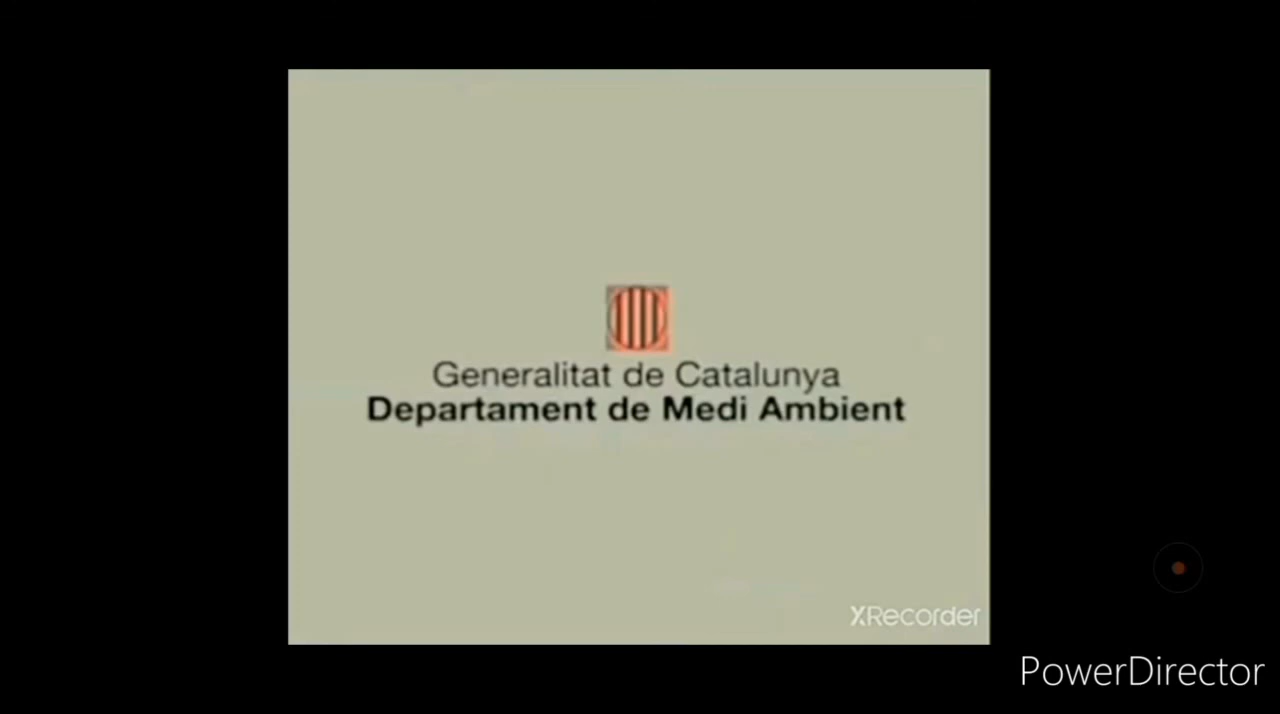 Generalitat de Catalunya
Departament de Medi Ambient
XRecorder
PowerDirector